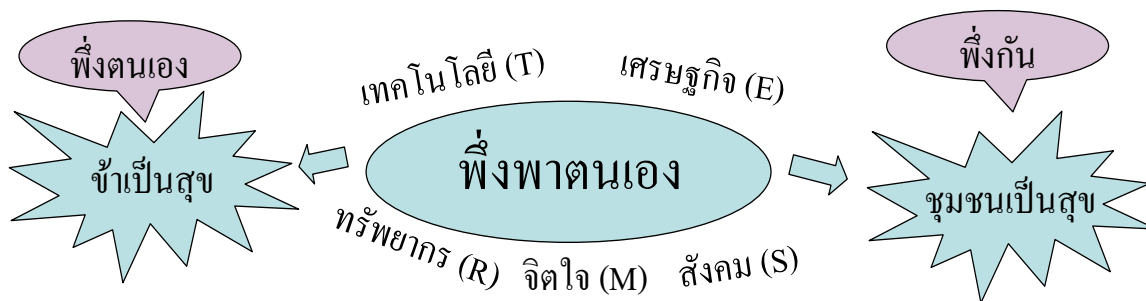 พึ่งตนเอง
ข้าเป็นสุข
เทคโนโลยี (T)
เศรษฐกิจ (E)
พึ่งพาตนเอง
ทรัพยากร (R)
จิตใจ (M)
สังคม (S)
พึ่งกัน
ชุมชนเป็นสุข